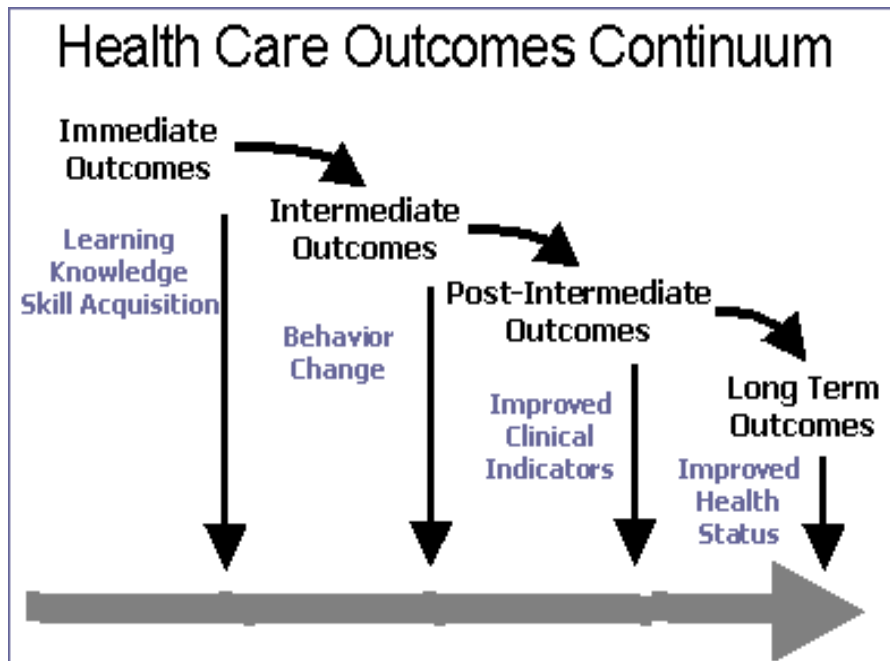 Health Care Outcomes Continuum
Immediate
Outcomes
Learning
Knowledge
Skill Acquisition
Intermediate
Outcomes
Behavior
Change
Post-Intermediate
Outcomes
Improved
Clinical
Indicators
Long Term
Outcomes
Improved
Health
Status